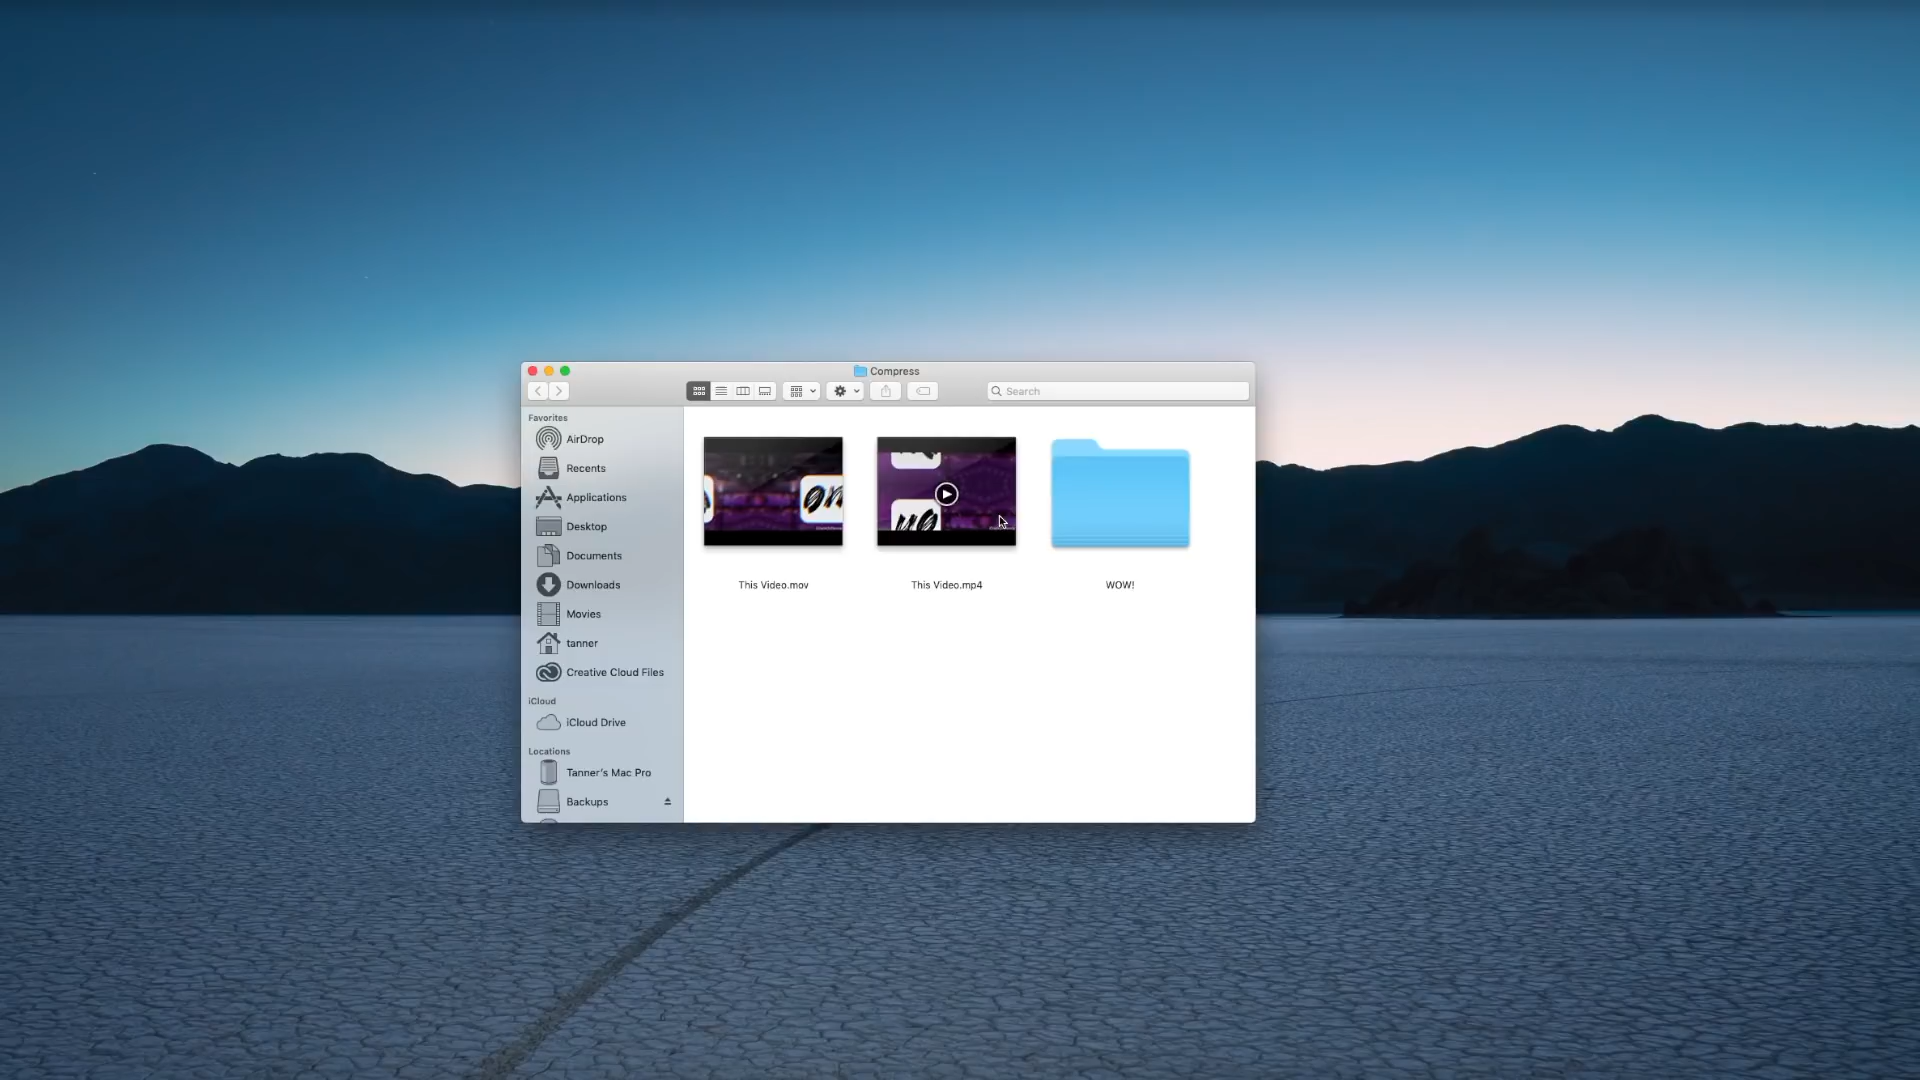 Compress
Search
Favorites
AirDrop
Recents
Applications
Desktop
Documents
Downloads
Movies
tanner
Creative Cloud Files
iCloud
iCloud Drive
Locations
Tanner's Mac Pro
Backups
This Video.mov
This Video.mp4
WOW!